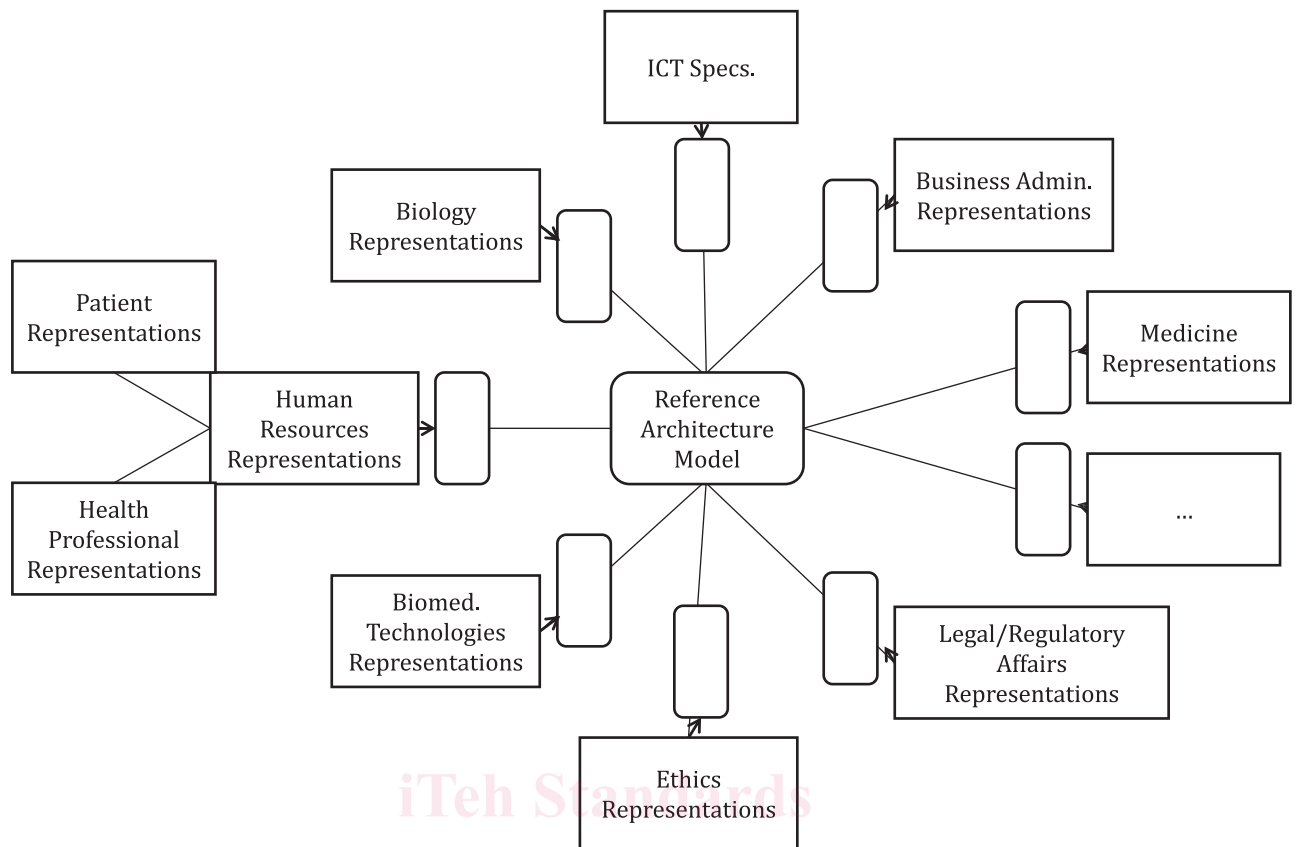 ICT Specs.
Business Admin.
Representations
Biology
Representations
Patient
Representations
Medicine
Representations
Human
Resources
Representations
Reference
Architecture
Model
Health
Professional
Representations
...
Biomed.
Technologies
Representations
Legal/Regulatory
Affairs
Representations
Ethics
Representations
iTeh Standards